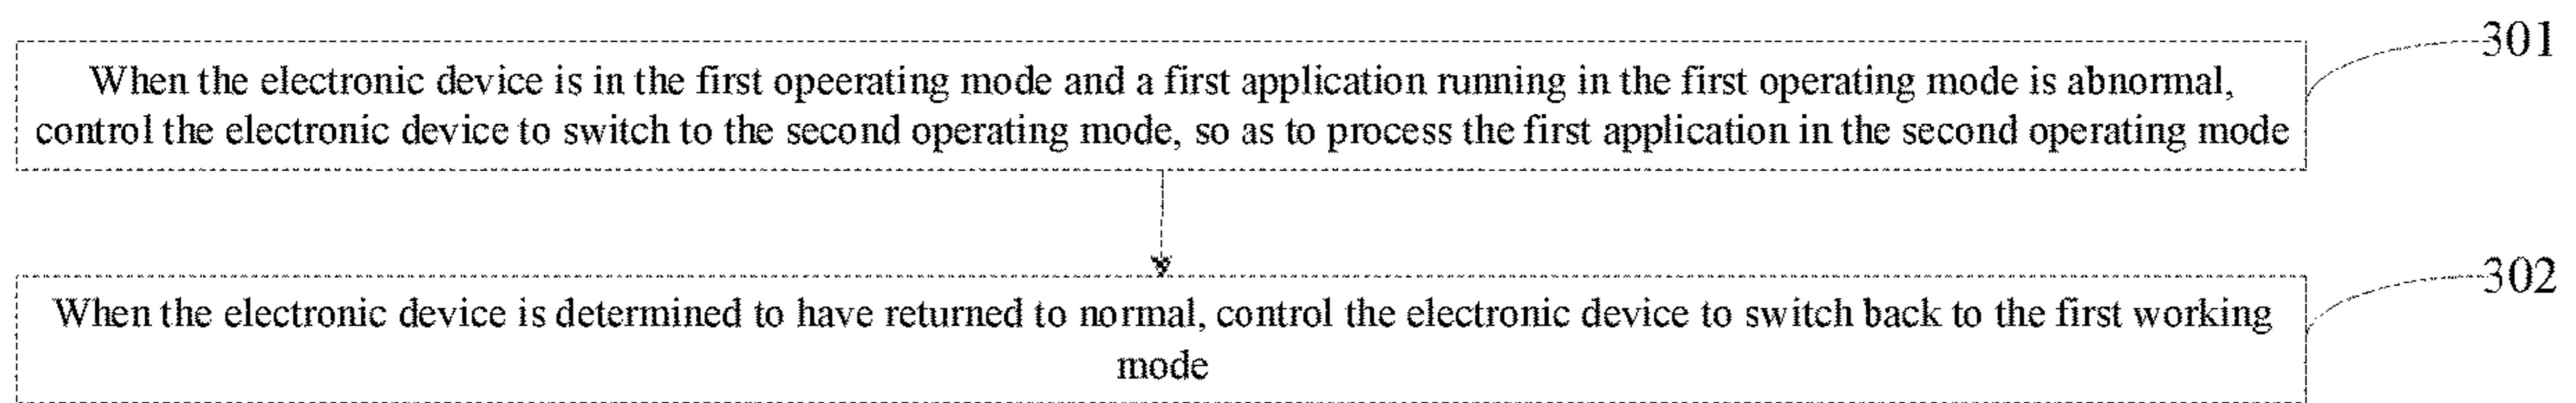 301
When the electronic device is in the first opeerating mode and a first application running in the first operating mode is abnormal,
control the electronic device to switch to the second operating mode, so as to process the first application in the second operating mode
302
When the electronic device is determined to have returned to normal, control the electronic device to switch back to the first working
mode